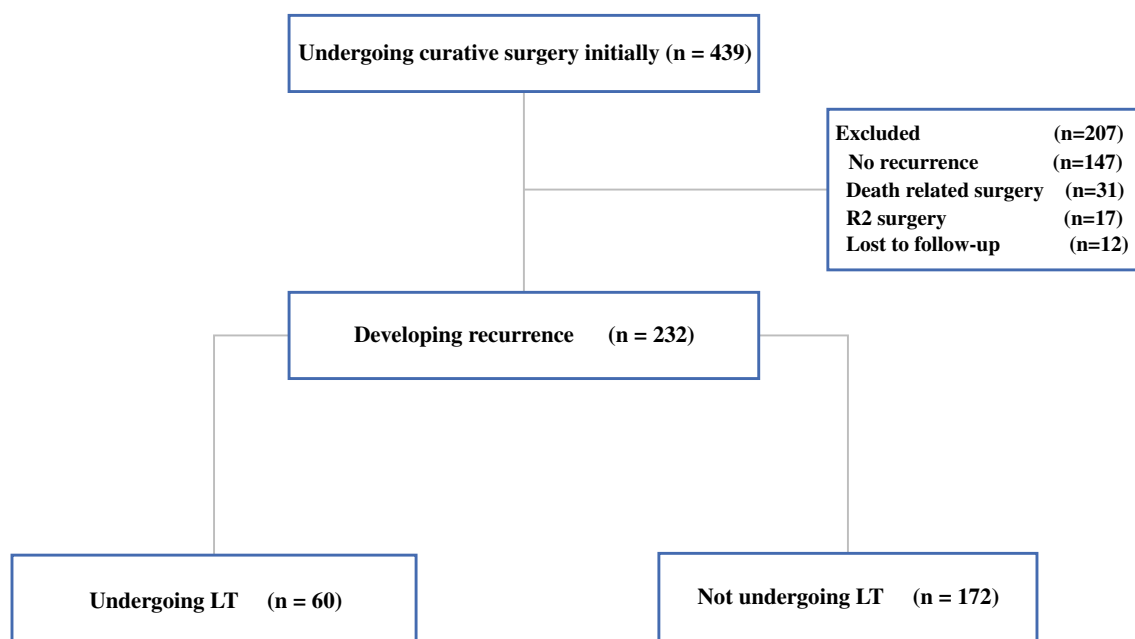 Undergoing curative surgery initially (n = 439)
Excluded (n=207)
No recurrence (n=147)
Death related surgery (n=31)
R2 surgery (n=17)
Lost to follow-up (n=12)
Developing recurrence (n = 232)
Undergoing LT (n = 60)
Not undergoing LT (n = 172)